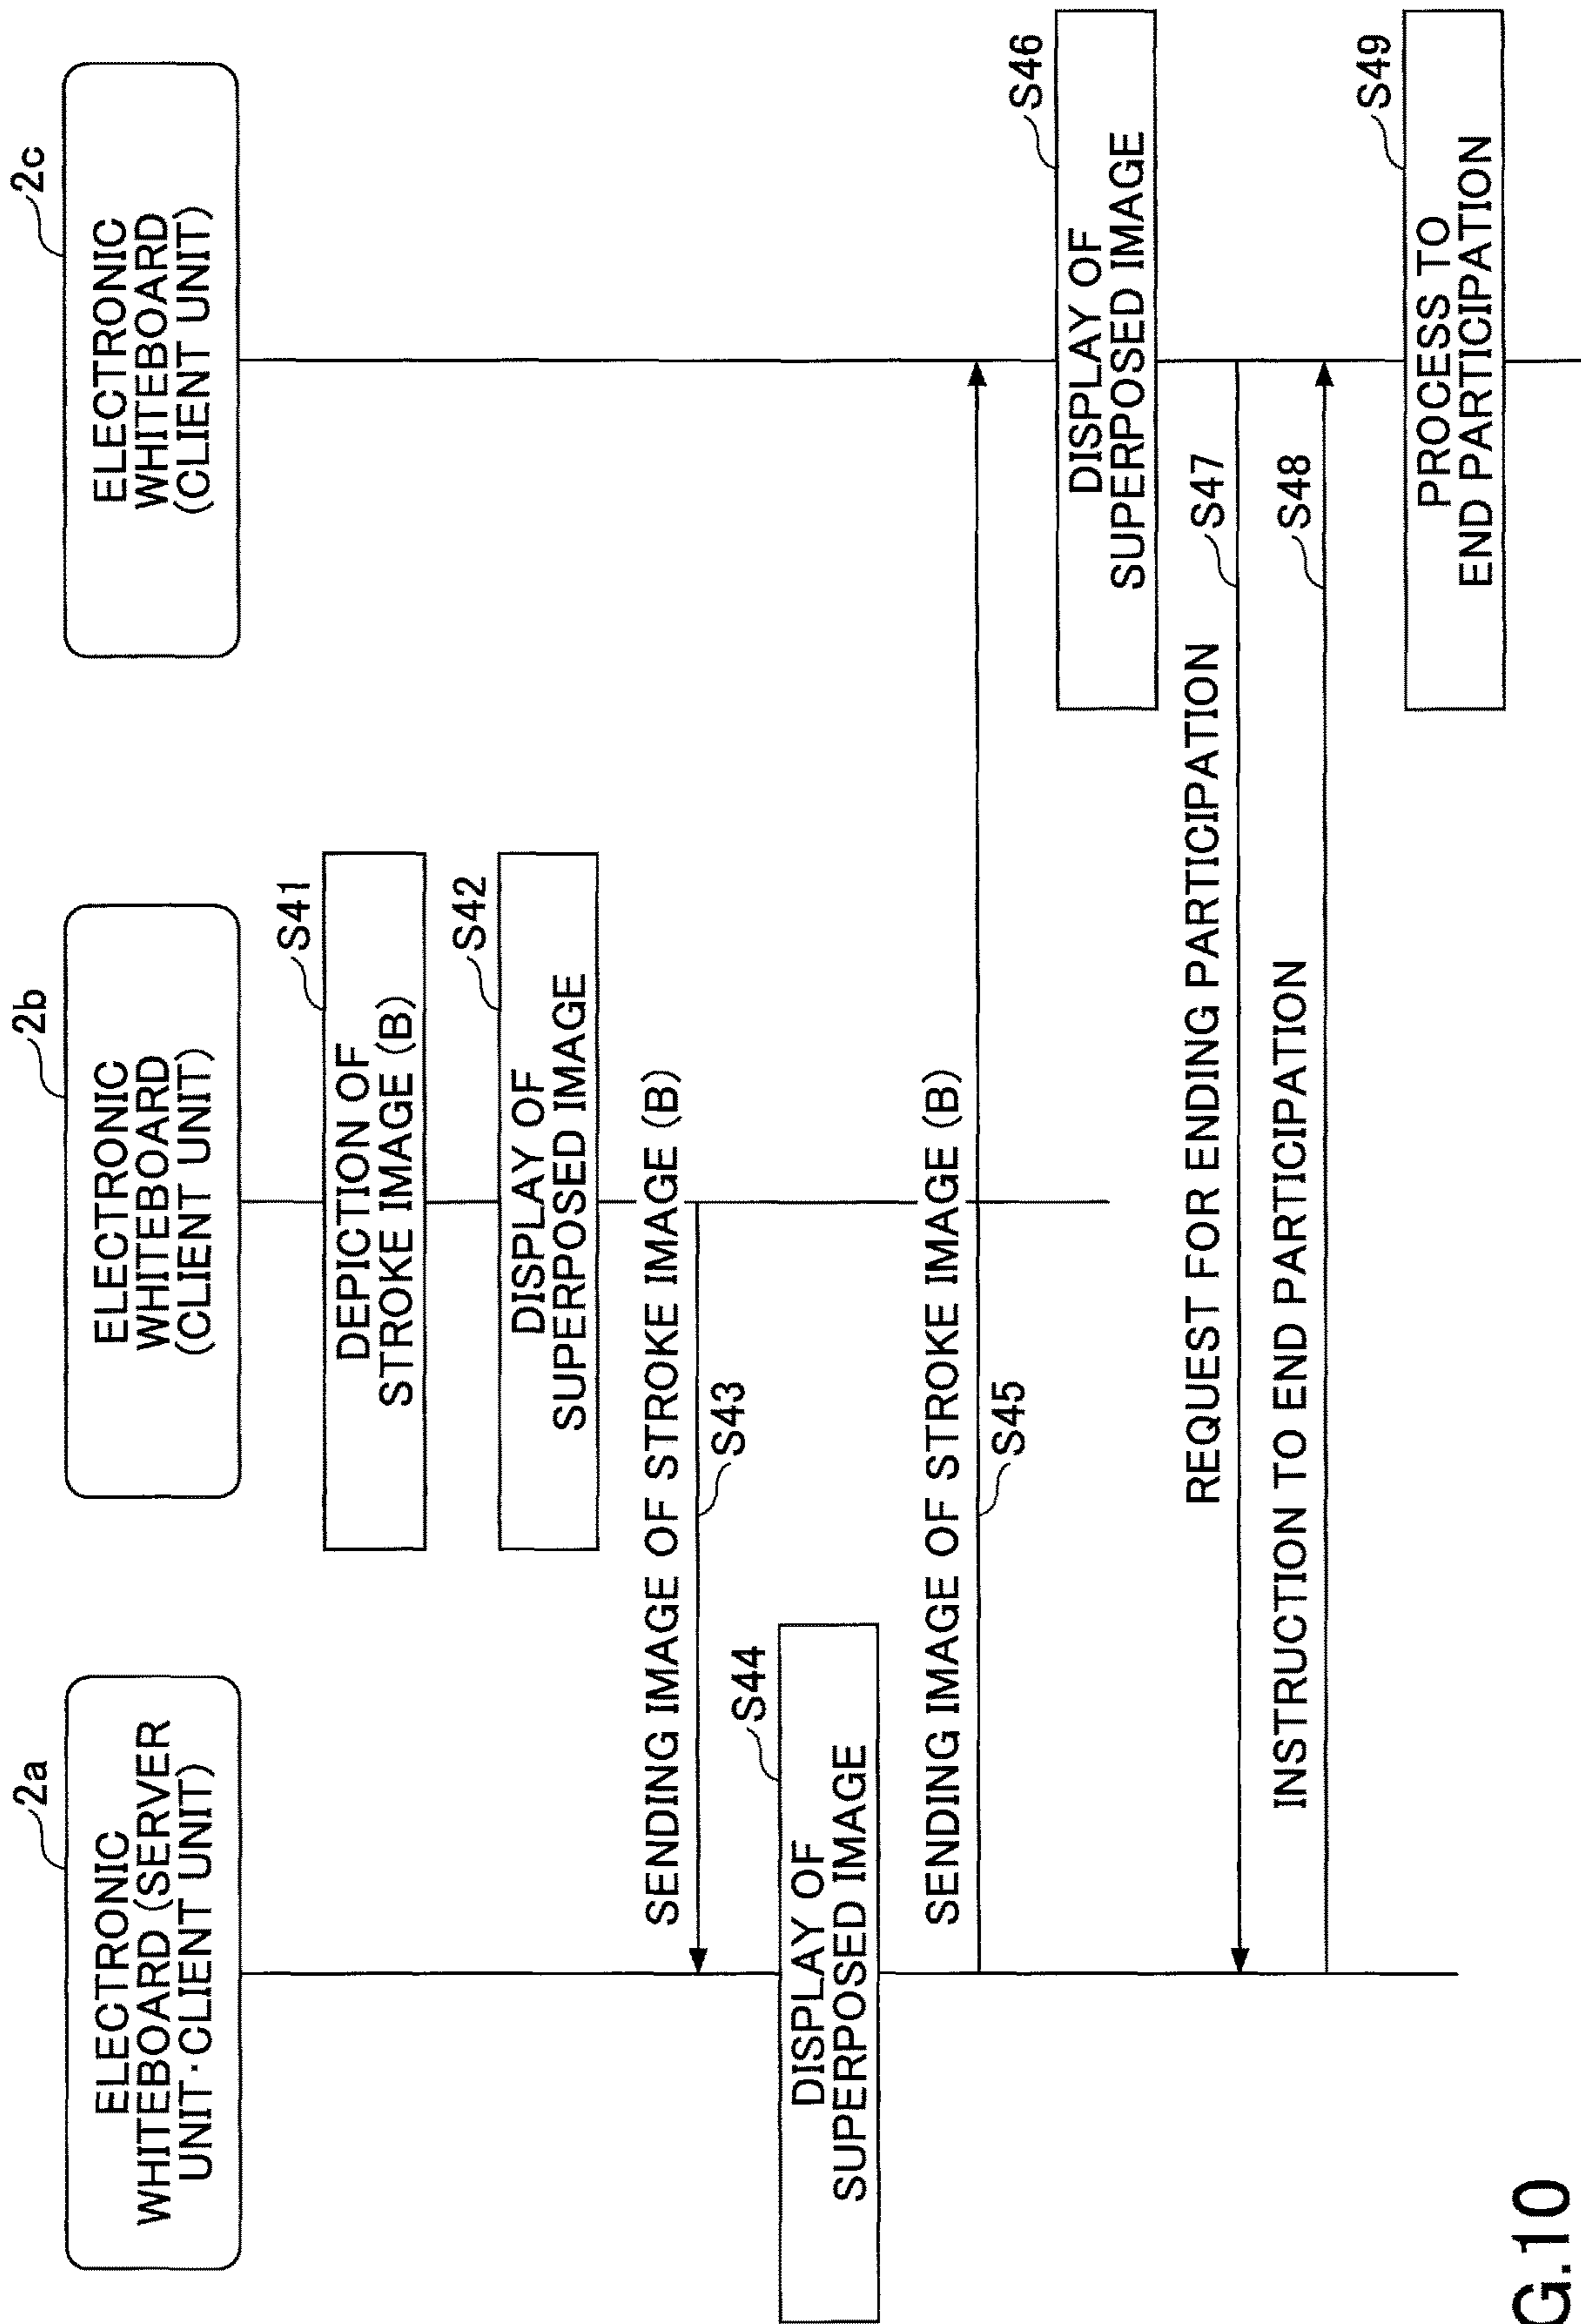 2a
ELECTRONIC
WHITEBOARD (SERVER
UNIT·CLIENT UNIT)
2b
ELECTRONIC
WHITEBOARD
(CLIENT UNIT)
2c
ELECTRONIC
WHITEBOARD
(CLIENT UNIT)
S41
DEPICTION OF
STROKE IMAGE (B)
S42
DISPLAY OF
SUPERPOSED IMAGE
SENDING IMAGE OF STROKE IMAGE (B)
S43
S44
DISPLAY OF
SUPERPOSED IMAGE
SENDING IMAGE OF STROKE IMAGE (B)
S45
S46
DISPLAY OF
SUPERPOSED IMAGE
REQUEST FOR ENDING PARTICIPATION
S47
INSTRUCTION TO END PARTICIPATION
S48
S49
PROCESS TO
END PARTICIPATION
G.10